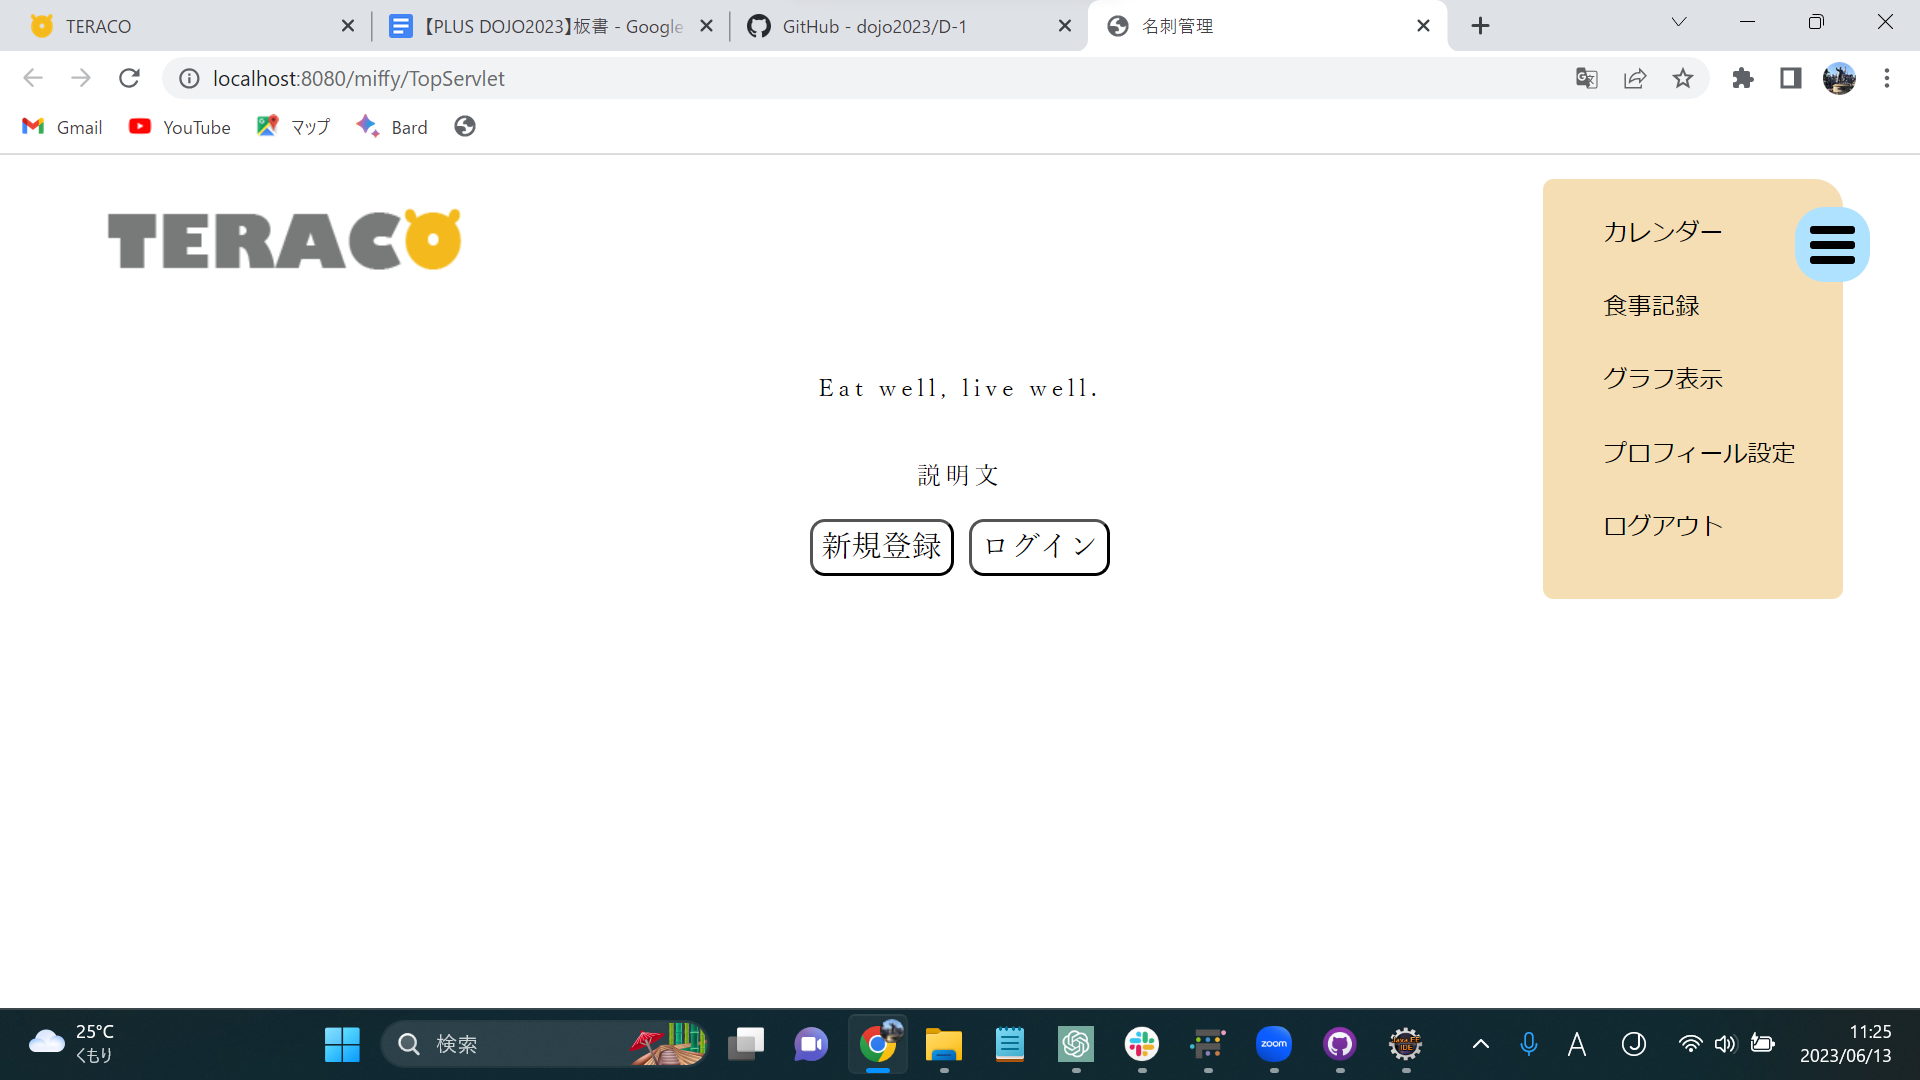 TERACO
【PLUS DOJO2023】板書 - Google
GitHub - dojo2023/D-1
名刺管理
localhost:8080/miffy/TopServlet
Gmail
YouTube
マップ
Bard
TERACO
カレンダー
食事記録
グラフ表示
プロフィール設定
ログアウト
Eat well, live well.
説明文
新規登録
ログイン
25°C
くもり
検索
zoom
Java EE
IDE
A
J
11:25
2023/06/13